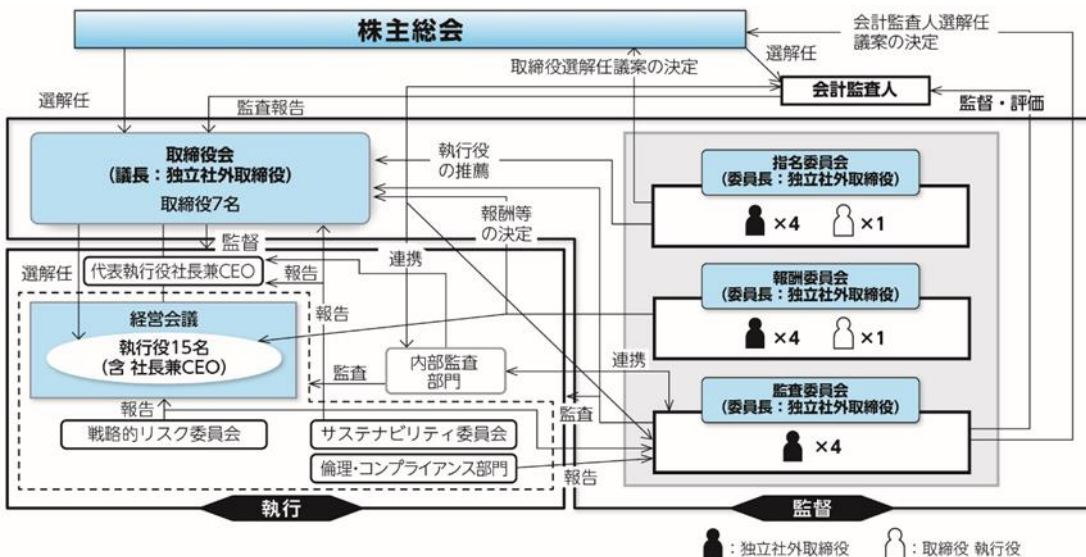 株主総会
会計監査人選解任
議案の決定
選解任
取締役選解任議案の決定
会計監査人
選解任
監査報告
監督・評価
取締役会
(議長：独立社外取締役)
取締役7名
執行役
の推薦
指名委員会
(委員長：独立社外取締役)
×4
×1
報酬等
の決定
監督
連携
選解任
代表執行役社長兼CEO
報告
報酬委員会
(委員長：独立社外取締役)
×4
×1
経営会議
執行役15名
(含 社長兼CEO)
報告
内部監査
部門
連携
監査
監査委員会
(委員長：独立社外取締役)
×4
報告
監査
戦略的リスク委員会
サステナビリティ委員会
倫理・コンプライアンス部門
報告
執行
監督
：独立社外取締役
：取締役 執行役